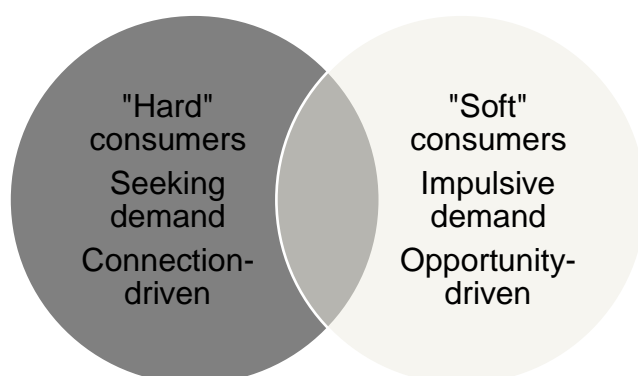 "Hard"
consumers
Seeking
demand
Connection-
driven
"Soft"
consumers
Impulsive
demand
Opportunity-
driven